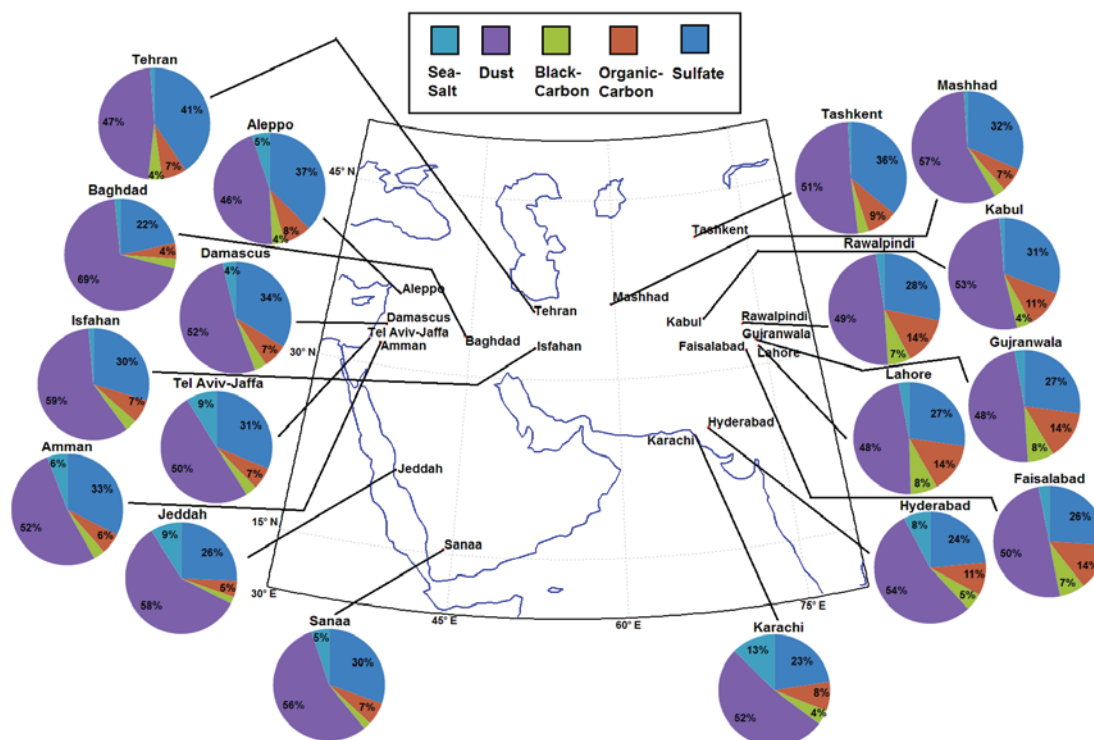 Sea-
Salt
Dust
Black-
Carbon
Organic-
Carbon
Sulfate
Tehran
41%
47%
7%
4%
Aleppo
5%
37%
46%
8%
4%
Baghdad
22%
4%
69%
Damascus
4%
34%
52%
7%
Isfahan
30%
7%
59%
Tel Aviv-Jaffa
9%
31%
50%
7%
Amman
6%
33%
52%
6%
Jeddah
9%
26%
5%
58%
Sanaa
5%
30%
56%
7%
Karachi
13%
23%
8%
4%
52%
Tashkent
36%
51%
9%
Mashhad
32%
57%
7%
Kabul
31%
53%
11%
4%
Rawalpindi
28%
49%
14%
7%
Gujranwala
27%
48%
14%
8%
Lahore
27%
48%
14%
8%
Faisalabad
26%
50%
14%
7%
Hyderabad
8%
24%
11%
5%
54%
45° N
30° N
15° N
30° E
45° E
60° E
75° E
Tashkent
Mashhad
Aleppo
Tehran
Damascus
Tel Aviv-Jaffa
Amman
Baghdad
Isfahan
Kabul
Rawalpindi
Gujranwala
Faisalabad
Lahore
Hyderabad
Karachi
Jeddah
Sanaa